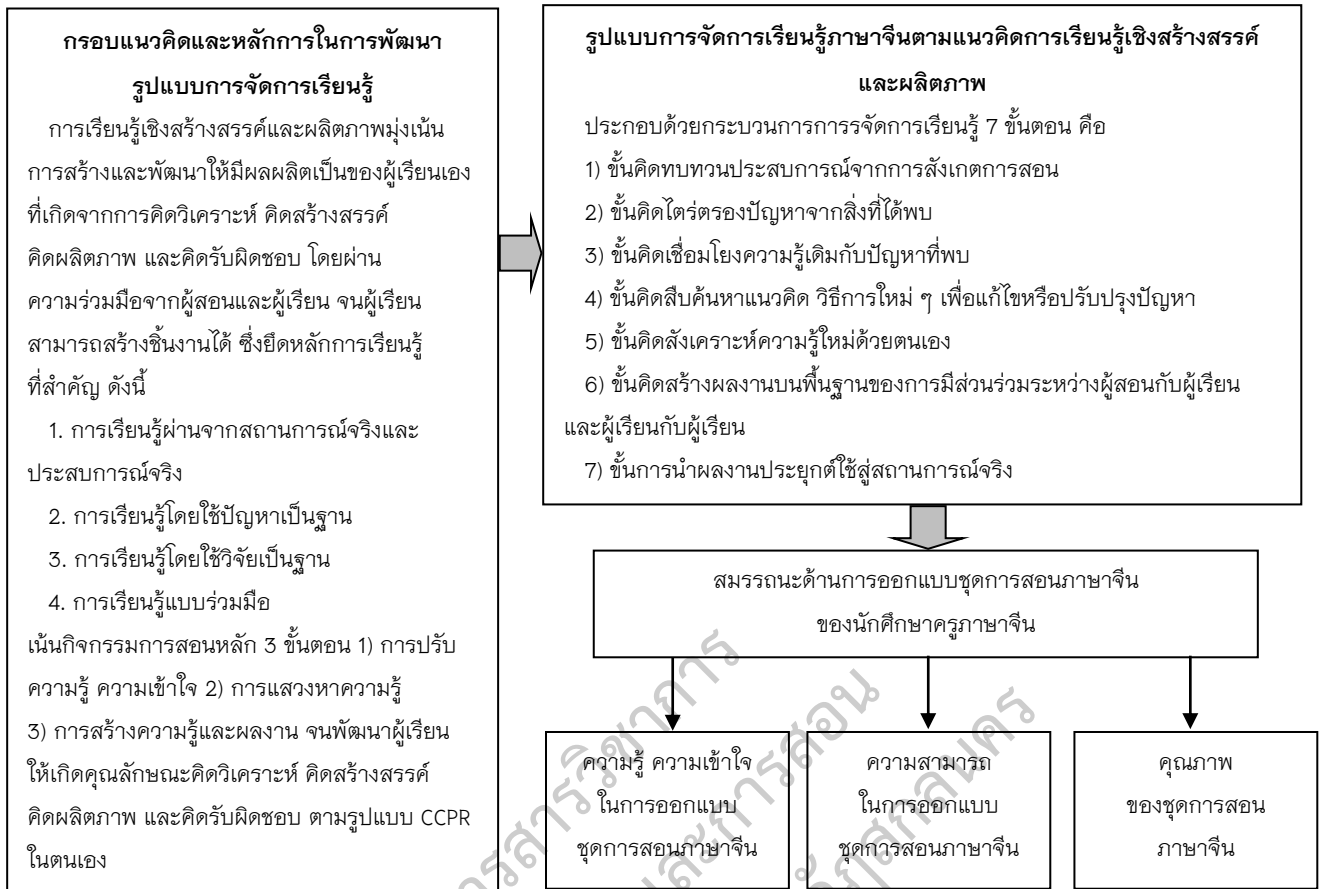 กรอบแนวคิดและหลักการในการพัฒนา
รูปแบบการจัดการเรียนรู้
การเรียนรู้เชิงสร้างสรรค์และผลิตภาพมุ่งเน้น
การสร้างและพัฒนาให้มีผลผลิตเป็นของผู้เรียนเอง
ที่เกิดจากการคิดวิเคราะห์ คิดสร้างสรรค์
คิดผลิตภาพ และคิดรับผิดชอบ โดยผ่าน
ความร่วมมือจากผู้สอนและผู้เรียน จนผู้เรียน
สามารถสร้างชิ้นงานได้ ซึ่งยึดหลักการเรียนรู้
ที่สำคัญ ดังนี้
1. การเรียนรู้ผ่านจากสถานการณ์จริงและ
ประสบการณ์จริง
2. การเรียนรู้โดยใช้ปัญหาเป็นฐาน
3. การเรียนรู้โดยใช้วิจัยเป็นฐาน
4. การเรียนรู้แบบร่วมมือ
เน้นกิจกรรมการสอนหลัก 3 ขั้นตอน 1) การปรับ
ความรู้ ความเข้าใจ 2) การแสวงหาความรู้
3) การสร้างความรู้และผลงาน จนพัฒนาผู้เรียน
ให้เกิดคุณลักษณะคิดวิเคราะห์ คิดสร้างสรรค์
คิดผลิตภาพ และคิดรับผิดชอบ ตามรูปแบบ CCPR
ในตนเอง
รูปแบบการจัดการเรียนรู้ภาษาจีนตามแนวคิดการเรียนรู้เชิงสร้างสรรค์
และผลิตภาพ
ประกอบด้วยกระบวนการการรจัดการเรียนรู้ 7 ขั้นตอน คือ
1) ขั้นคิดทบทวนประสบการณ์จากการสังเกตการสอน
2) ขั้นคิดไตร่ตรองปัญหาจากสิ่งที่ได้พบ
3) ขั้นคิดเชื่อมโยงความรู้เดิมกับปัญหาที่พบ
4) ขั้นคิดสืบค้นหาแนวคิด วิธีการใหม่ ๆ เพื่อแก้ไขหรือปรับปรุงปัญหา
5) ขั้นคิดสังเคราะห์ความรู้ใหม่ด้วยตนเอง
6) ขั้นคิดสร้างผลงานบนพื้นฐานของการมีส่วนร่วมระหว่างผู้สอนกับผู้เรียน
และผู้เรียนกับผู้เรียน
7) ขั้นการนำผลงานประยุกต์ใช้สู่สถานการณ์จริง
สมรรถนะด้านการออกแบบชุดการสอนภาษาจีน
ของนักศึกษาครูภาษาจีน
ความรู้ ความเข้าใจ
ในการออกแบบ
ชุดการสอนภาษาจีน
ความสามารถ
ในการออกแบบ
ชุดการสอนภาษาจีน
คุณภาพ
ของชุดการสอน
ภาษาจีน